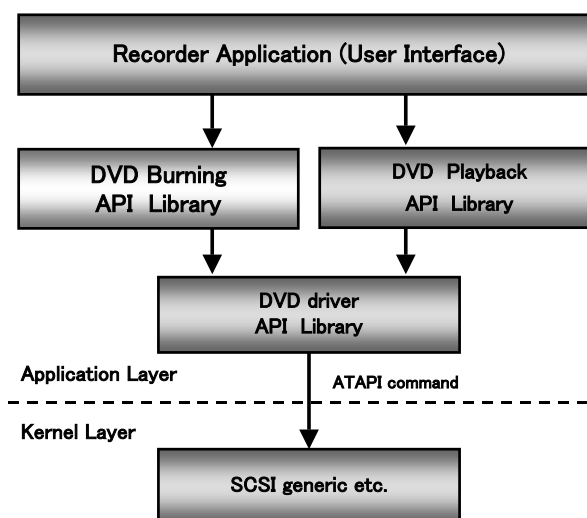 Recorder Application (User Interface)
DVD Burning
API Library
DVD Playback
API Library
DVD driver
API Library
Application Layer
ATAPI command
Kernel Layer
SCSI generic etc.